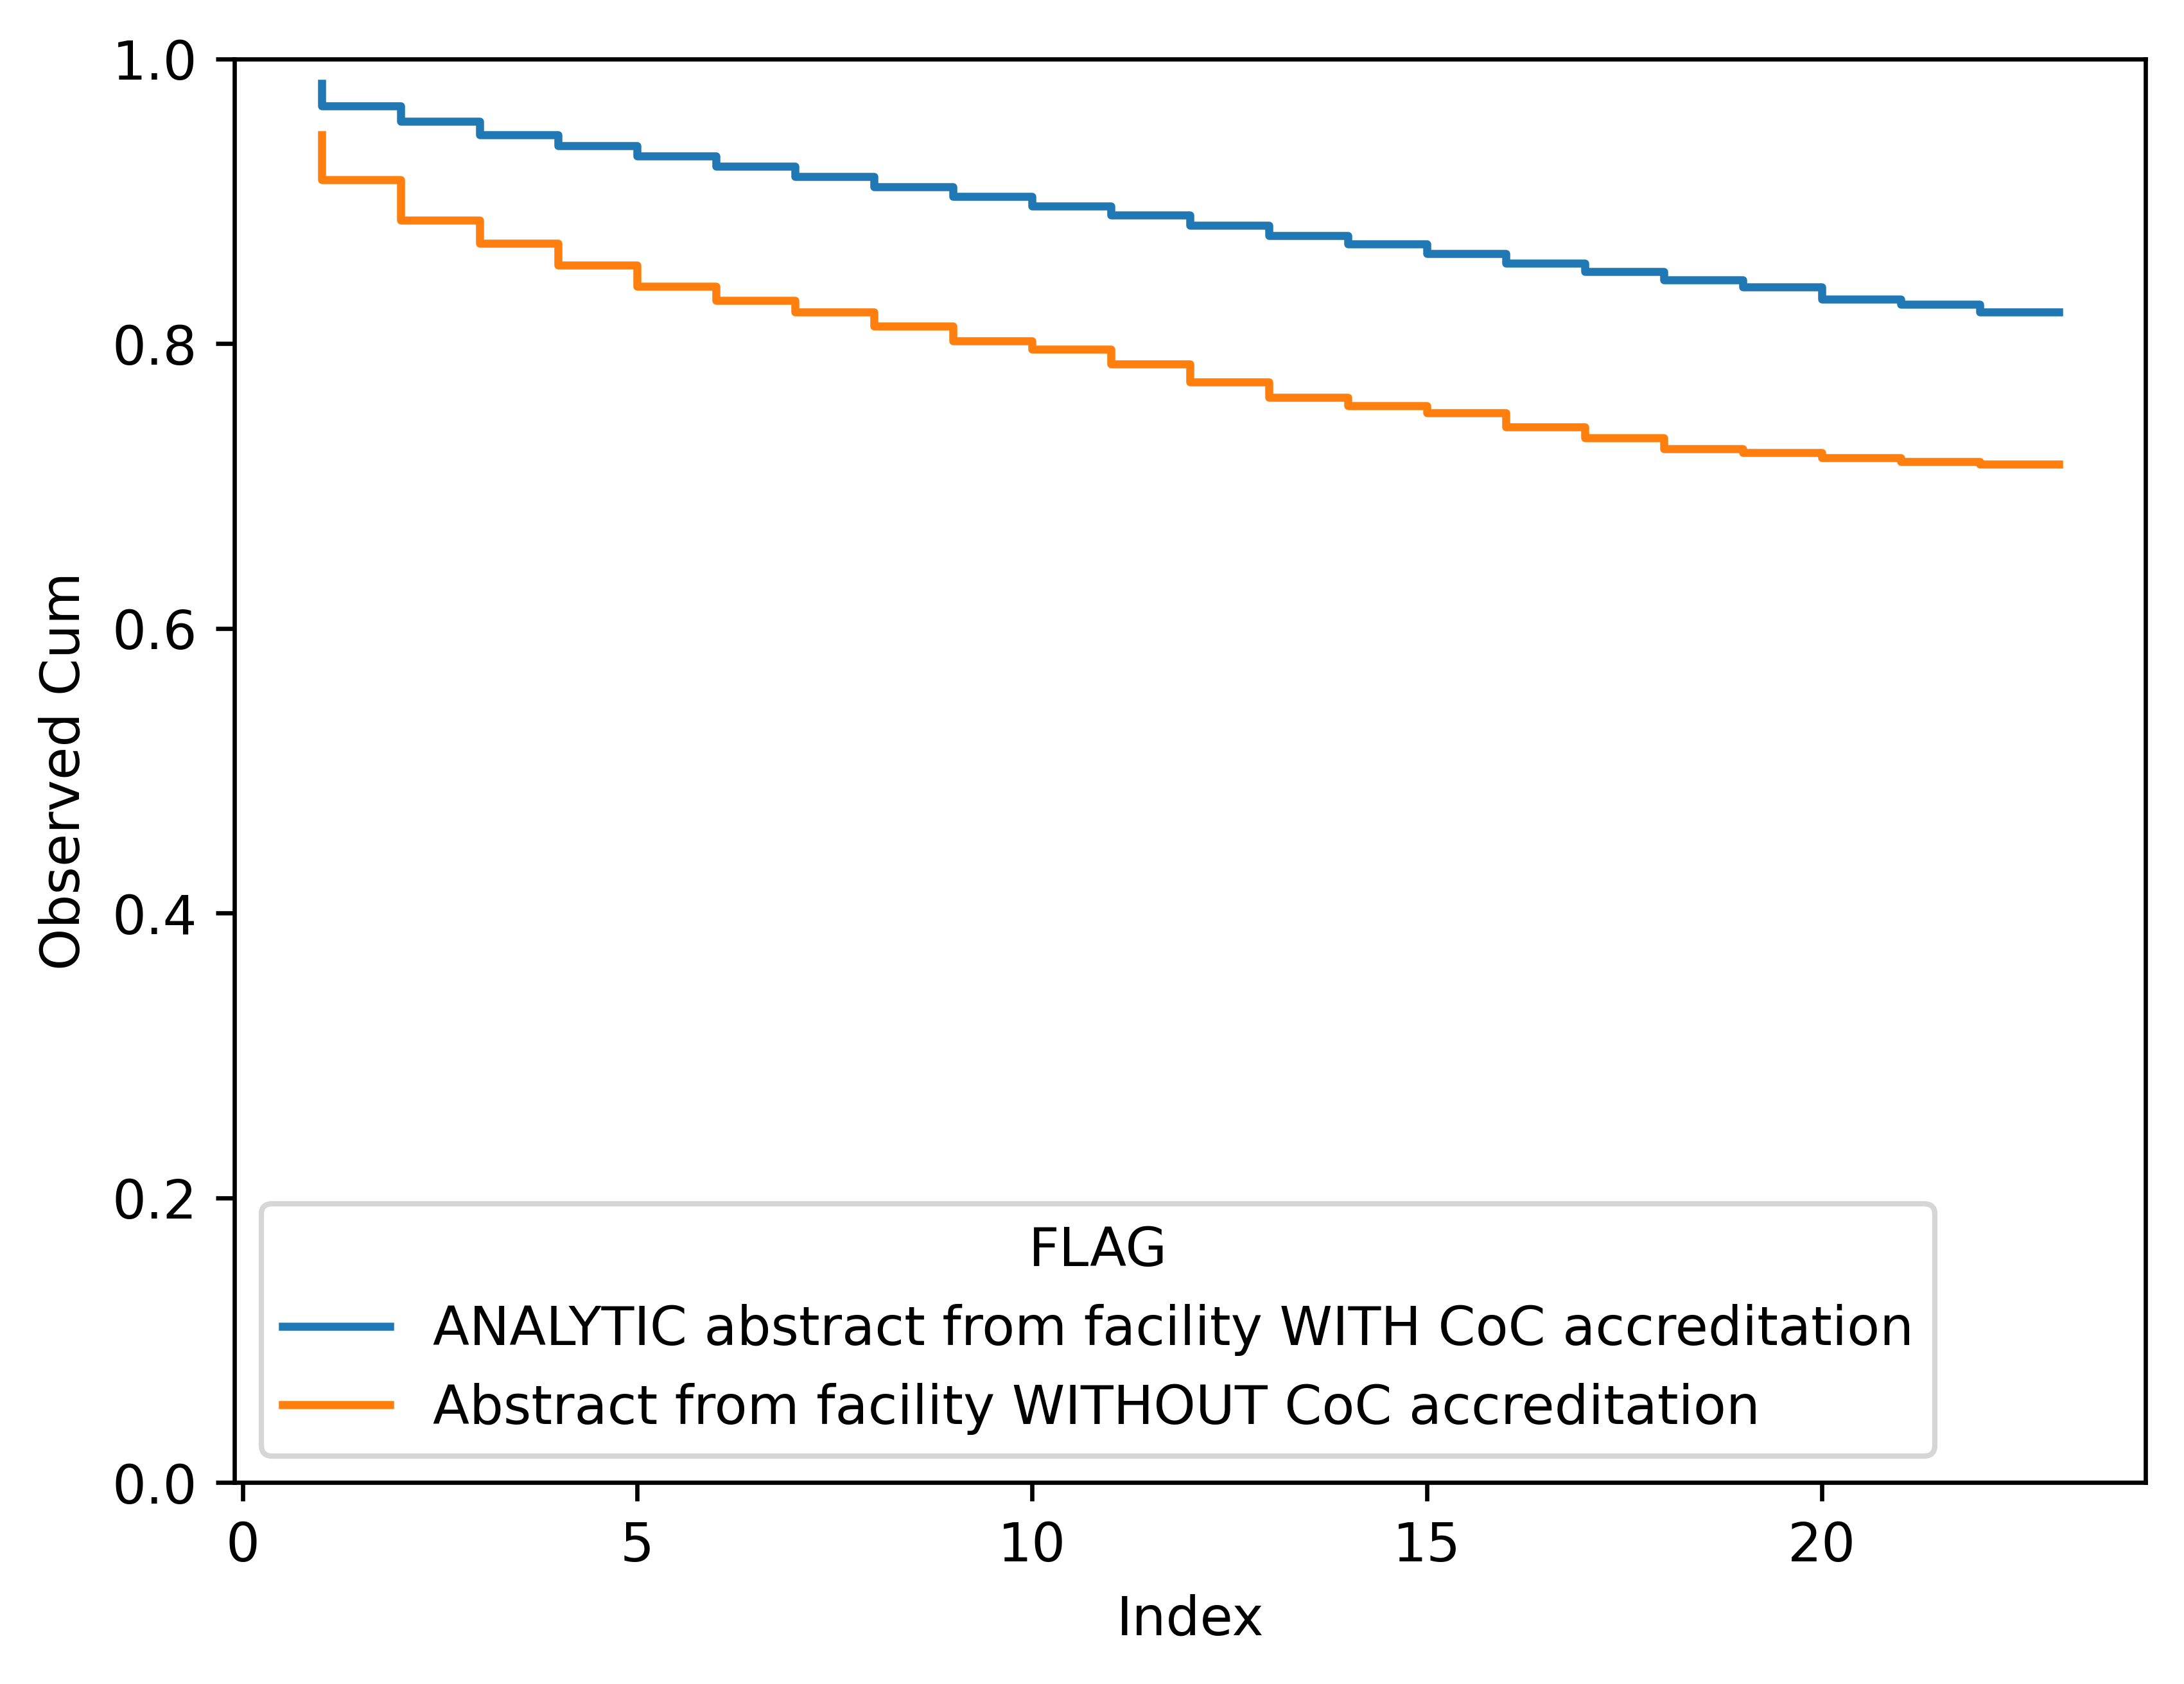 1.0
0.8
0.6
0.4
0.2
0.0
Observed Cum
FLAG
ANALYTIC abstract from facility WITH CoC accreditation
Abstract from facility WITHOUT CoC accreditation
0 5 10 15 20
Index